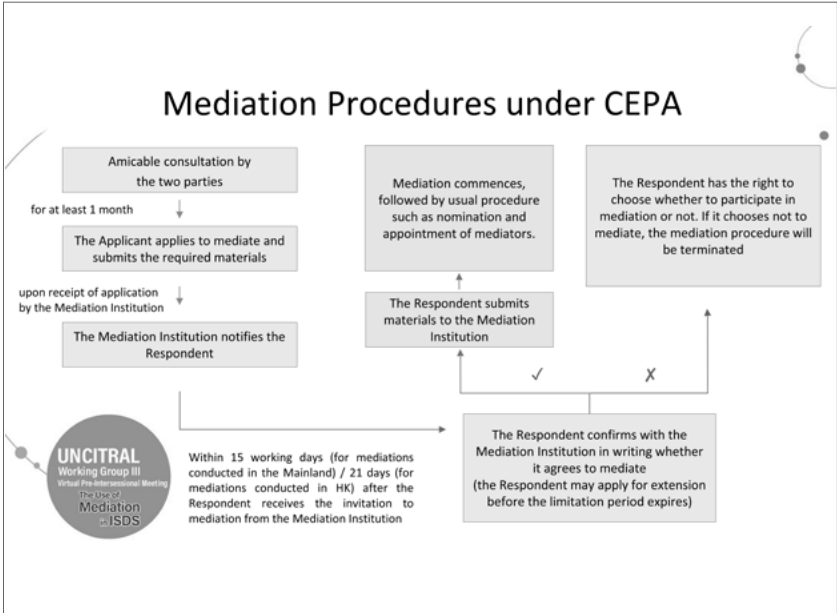 Mediation Procedures under CEPA
Amicable consultation by
the two parties
for at least 1 month
The Applicant applies to mediate and
submits the required materials
upon receipt of application
by the Mediation Institution
The Mediation Institution notifies the
Respondent
Within 15 working days (for mediations
conducted in the Mainland) / 21 days (for
mediations conducted in HK) after the
Respondent receives the invitation to
mediation from the Mediation Institution
The Respondent confirms with the
Mediation Institution in writing whether
it agrees to mediate
(the Respondent may apply for extension
before the limitation period expires)
✓
✗
The Respondent submits
materials to the Mediation
Institution
Mediation commences,
followed by usual procedure
such as nomination and
appointment of mediators.
The Respondent has the right to
choose whether to participate in
mediation or not. If it chooses not to
mediate, the mediation procedure will
be terminated
UNCITRAL
Working Group III
Virtual Pre-Intersessional Meeting
The Use of
Mediation
in ISDS